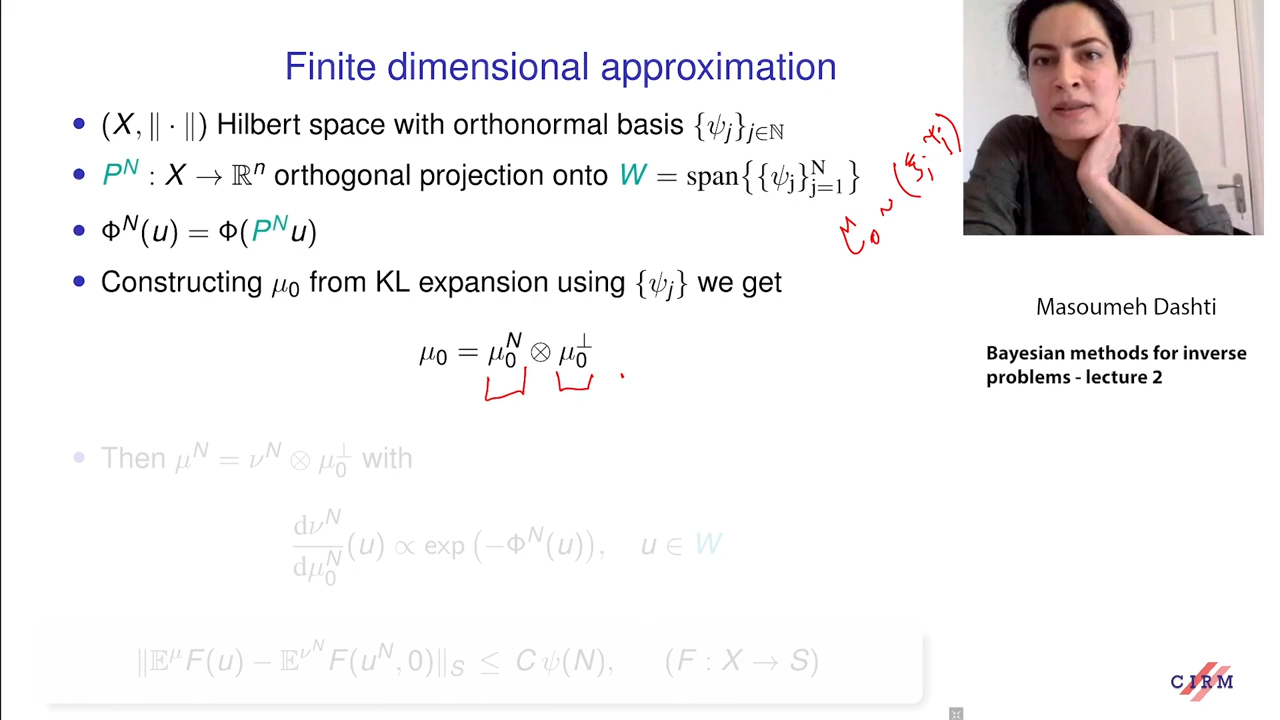 Finite dimensional approximation
• (X, ‖ · ‖) Hilbert space with orthonormal basis {ψj}j∈ℕ
• P^N : X → ℝ^n orthogonal projection onto W = span{{ψj}^N_j=1}
• Φ^N(u) = Φ(P^N u)
• Constructing μ0 from KL expansion using {ψj} we get
μ0 = μ0^N ⊗ μ0^⊥
• Then μ^N = ν^N ⊗ μ0^⊥ with
dν^N/dμ0^N (u) ∝ exp (−Φ^N(u)), u ∈ W
‖𝔼^μ F(u) − 𝔼^ν^N F(u^N, 0)‖S ≤ C ψ(N), (F : X → S)
Masoumeh Dashti
Bayesian methods for inverse
problems - lecture 2
CIRM